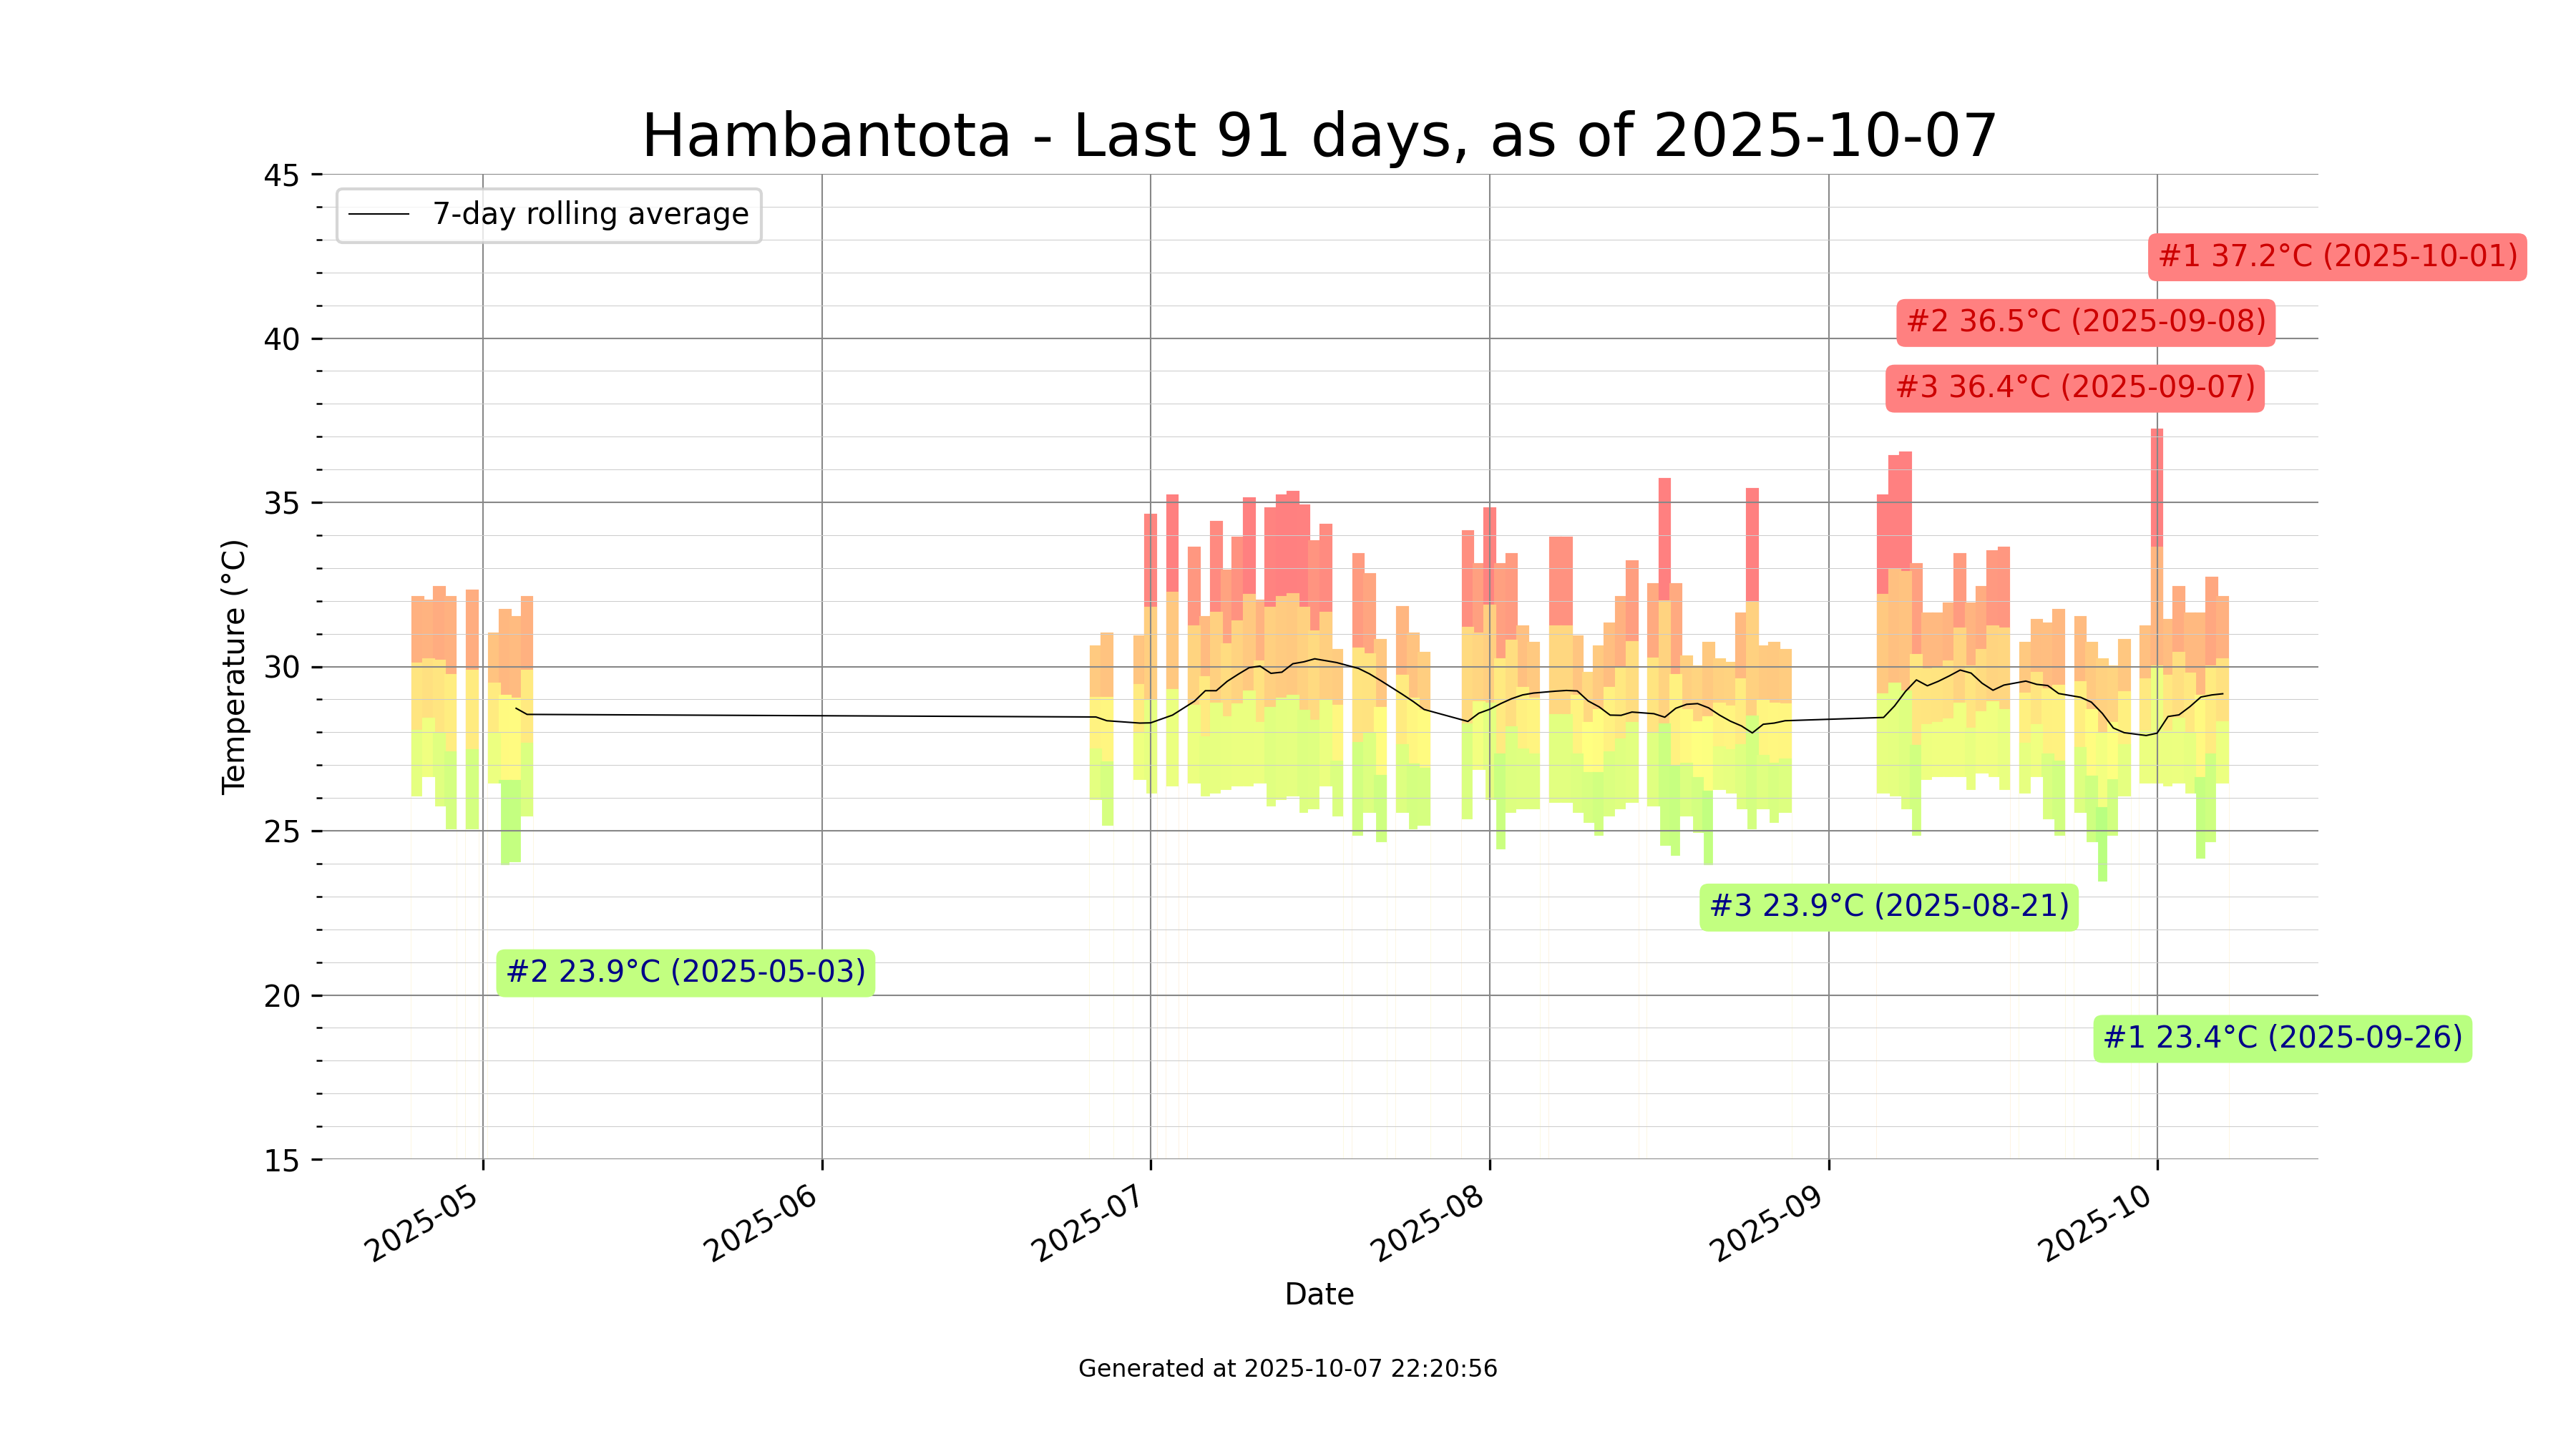 Hambantota - Last 91 days, as of 2025-10-07
7-day rolling average
45
40
35
30
25
20
15
Temperature (°C)
#1 37.2°C (2025-10-01)
#2 36.5°C (2025-09-08)
#3 36.4°C (2025-09-07)
#3 23.9°C (2025-08-21)
#2 23.9°C (2025-05-03)
#1 23.4°C (2025-09-26)
2025-05
2025-06
2025-07
2025-08
2025-09
2025-10
Date
Generated at 2025-10-07 22:20:56